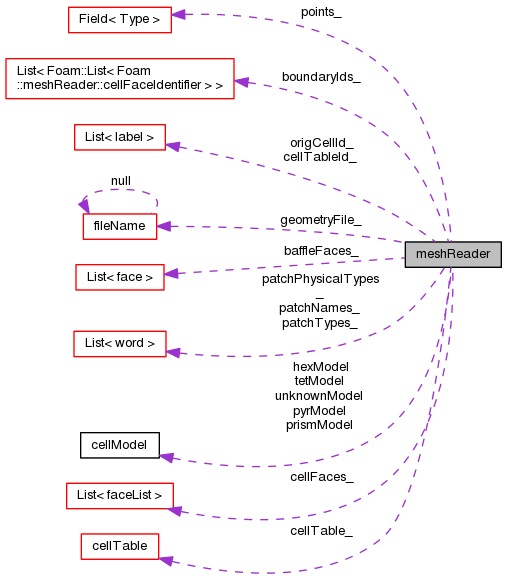 points_
Field< Type >
boundaryIds_
List< Foam::List< Foam
::meshReader::cellFaceIdentifier > >
List< label >
origCellId_
cellTableId_
null
fileName
geometryFile_
meshReader
baffleFaces_
List< face >
patchPhysicalTypes
_
patchNames_
patchTypes_
List< word >
hexModel
tetModel
unknownModel
pyrModel
prismModel
cellModel
cellFaces_
List< faceList >
cellTable_
cellTable